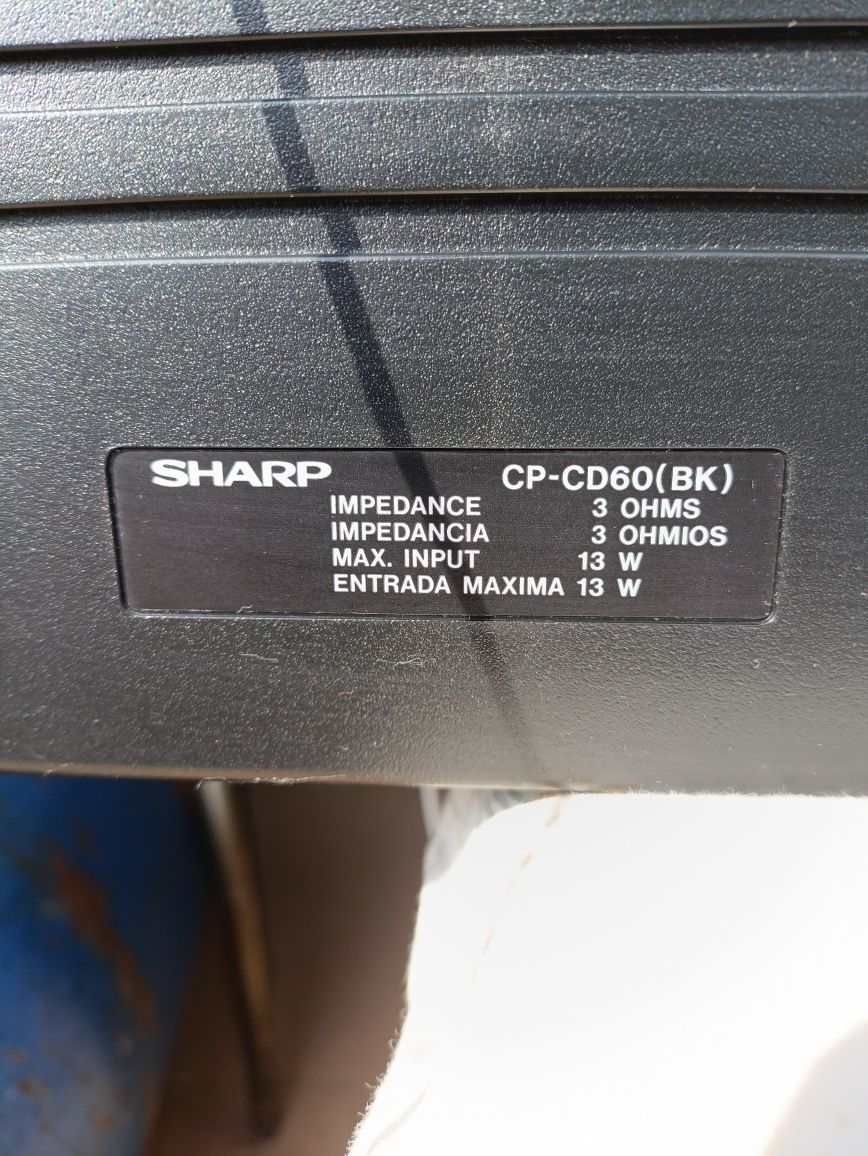 SHARP CP-CD60(BK)
IMPEDANCE 3 OHMS
IMPEDANCIA 3 OHMIOS
MAX. INPUT 13 W
ENTRADA MAXIMA 13 W